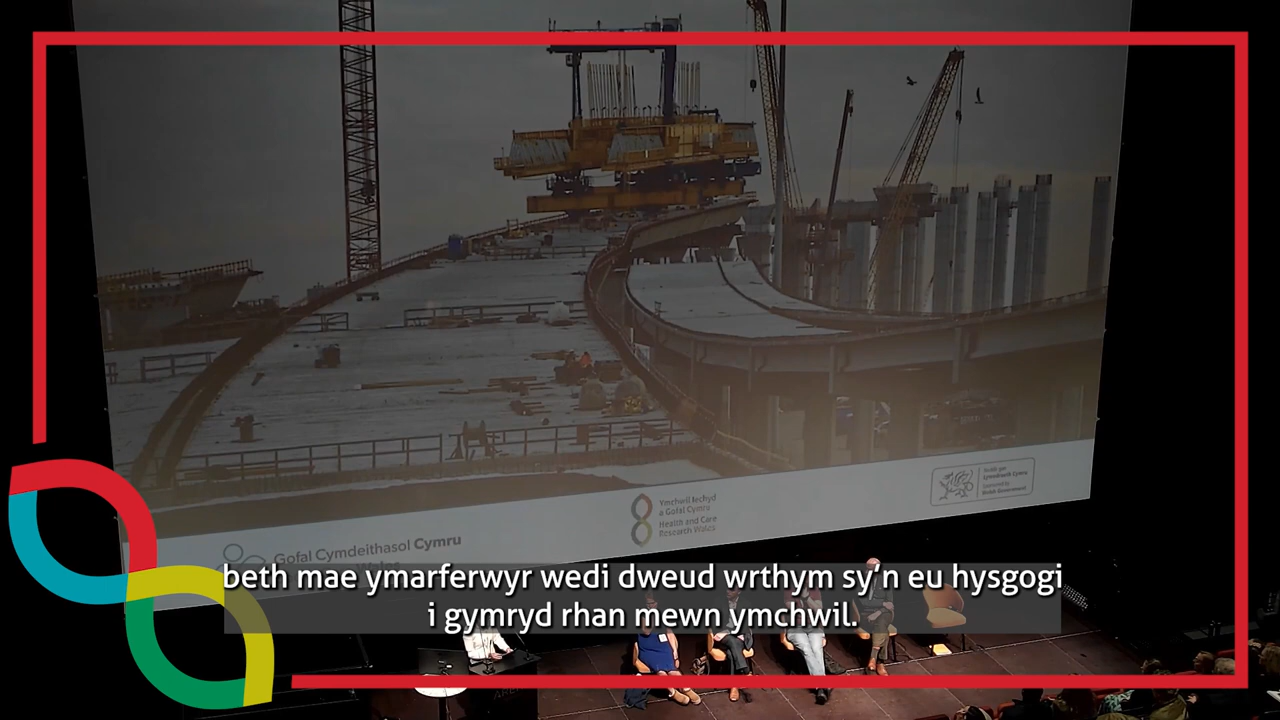 Ymchwil Iechyd
a Gofal Cymru
Health and Care
Research Wales
Gofal Cymdeithasol Cymru
beth mae ymarferwyr wedi dweud wrthym sy'n eu hysgogi
i gymryd rhan mewn ymchwil.